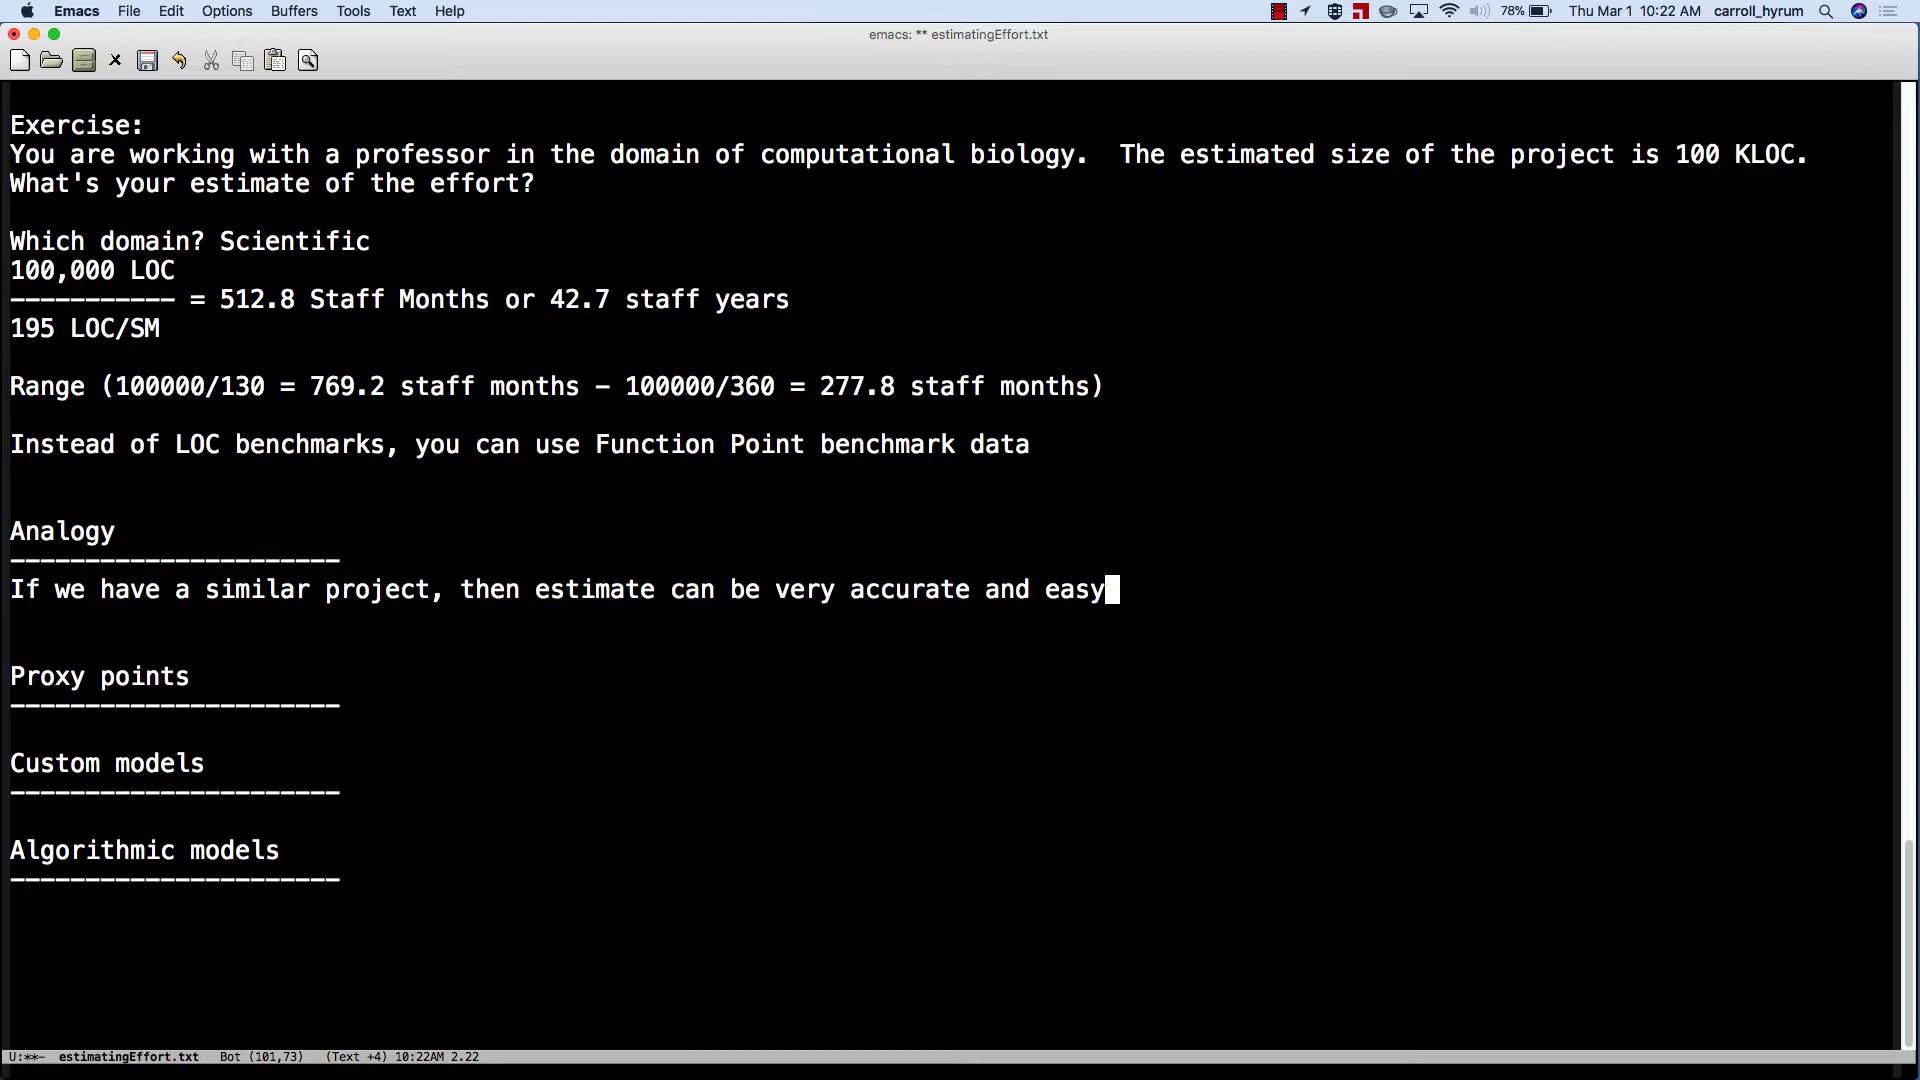 Emacs File Edit Options Buffers Tools Text Help 78% Thu Mar 1 10:22 AM carroll_hyrum
emacs: ** estimatingEffort.txt
Exercise:
You are working with a professor in the domain of computational biology.  The estimated size of the project is 100 KLOC.
What's your estimate of the effort?
Which domain? Scientific
100,000 LOC
----------- = 512.8 Staff Months or 42.7 staff years
195 LOC/SM
Range (100000/130 = 769.2 staff months - 100000/360 = 277.8 staff months)
Instead of LOC benchmarks, you can use Function Point benchmark data
Analogy
----------------------
If we have a similar project, then estimate can be very accurate and easy
Proxy points
----------------------
Custom models
----------------------
Algorithmic models
----------------------
U:**-  estimatingEffort.txt   Bot (101,73)   (Text +4) 10:22AM 2.22